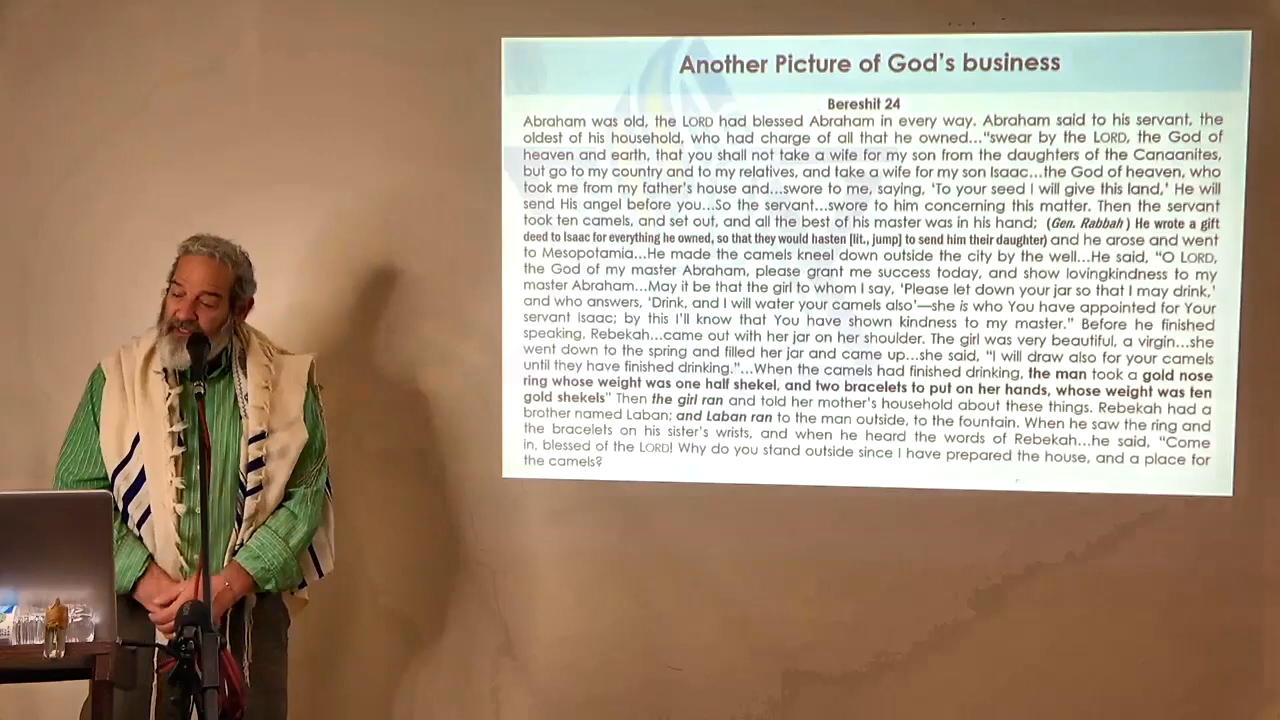 Another Picture of God's business
Bereshit 24
Abraham was old, the LORD had blessed Abraham in every way. Abraham said to his servant, the
oldest of his household, who had charge of all that he owned…"swear by the LORD, the God of
heaven and earth, that you shall not take a wife for my son from the daughters of the Canaanites,
but go to my country and to my relatives, and take a wife for my son Isaac…the God of heaven, who
took me from my father's house and…swore to me, saying, 'To your seed I will give this land,' He will
send His angel before you…So the servant…swore to him concerning this matter. Then the servant
took ten camels, and set out, and all the best of his master was in his hand; (Gen. Rabbah) He wrote a gift
deed to Isaac for everything he owned, so that they would hasten [lit., jump] to send him their daughter) and he arose and went
to Mesopotamia…He made the camels kneel down outside the city by the well…He said, "O LORD,
the God of my master Abraham, please grant me success today, and show lovingkindness to my
master Abraham…May it be that the girl to whom I say, 'Please let down your jar so that I may drink,'
and who answers, 'Drink, and I will water your camels also'—she is who You have appointed for Your
servant Isaac; by this I'll know that You have shown kindness to my master." Before he finished
speaking, Rebekah…came out with her jar on her shoulder. The girl was very beautiful, a virgin…she
went down to the spring and filled her jar and came up…she said, "I will draw also for your camels
until they have finished drinking."…When the camels had finished drinking, the man took a gold nose
ring whose weight was one half shekel, and two bracelets to put on her hands, whose weight was ten
gold shekels" Then the girl ran and told her mother's household about these things. Rebekah had a
brother named Laban; and Laban ran to the man outside, to the fountain. When he saw the ring and
the bracelets on his sister's wrists, and when he heard the words of Rebekah…he said, "Come
in, blessed of the LORD! Why do you stand outside since I have prepared the house, and a place for
the camels?